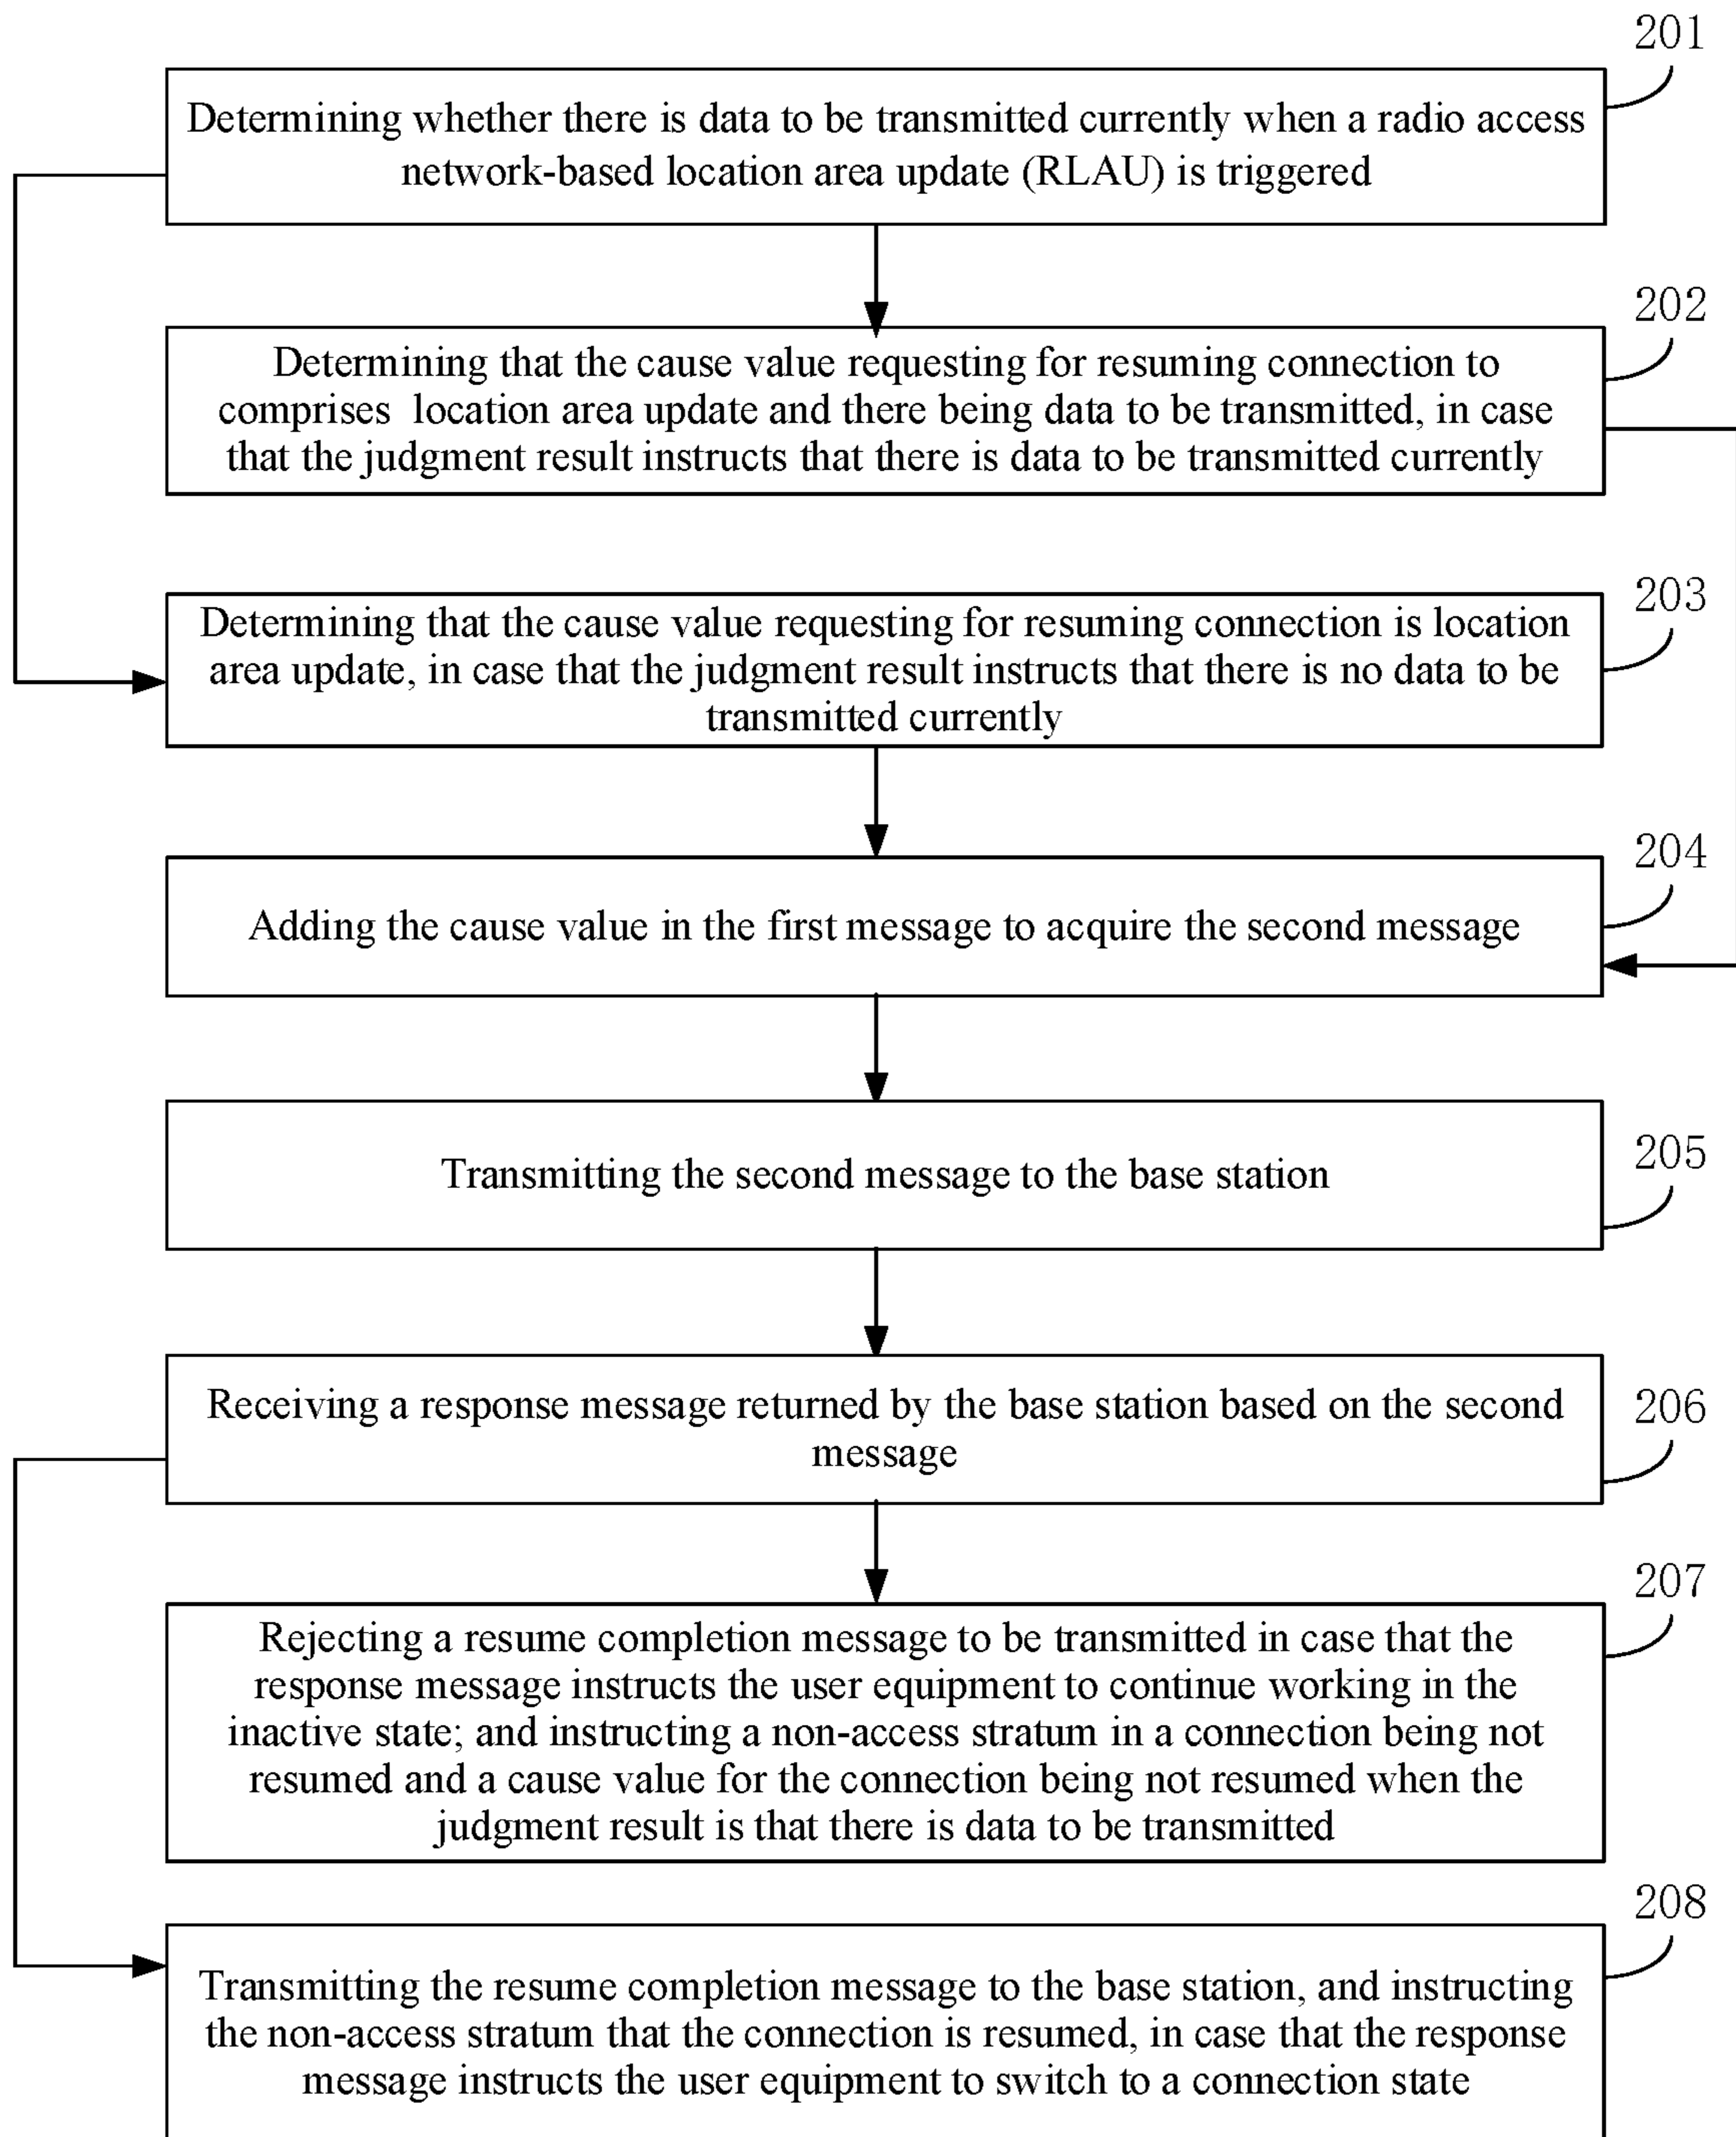 201
Determining whether there is data to be transmitted currently when a radio access
network-based location area update (RLAU) is triggered
202
Determining that the cause value requesting for resuming connection to
comprises location area update and there being data to be transmitted, in case
that the judgment result instructs that there is data to be transmitted currently
203
Determining that the cause value requesting for resuming connection is location
area update, in case that the judgment result instructs that there is no data to be
transmitted currently
204
Adding the cause value in the first message to acquire the second message
205
Transmitting the second message to the base station
206
Receiving a response message returned by the base station based on the second
message
207
Rejecting a resume completion message to be transmitted in case that the
response message instructs the user equipment to continue working in the
inactive state; and instructing a non-access stratum in a connection being not
resumed and a cause value for the connection being not resumed when the
judgment result is that there is data to be transmitted
208
Transmitting the resume completion message to the base station, and instructing
the non-access stratum that the connection is resumed, in case that the response
message instructs the user equipment to switch to a connection state